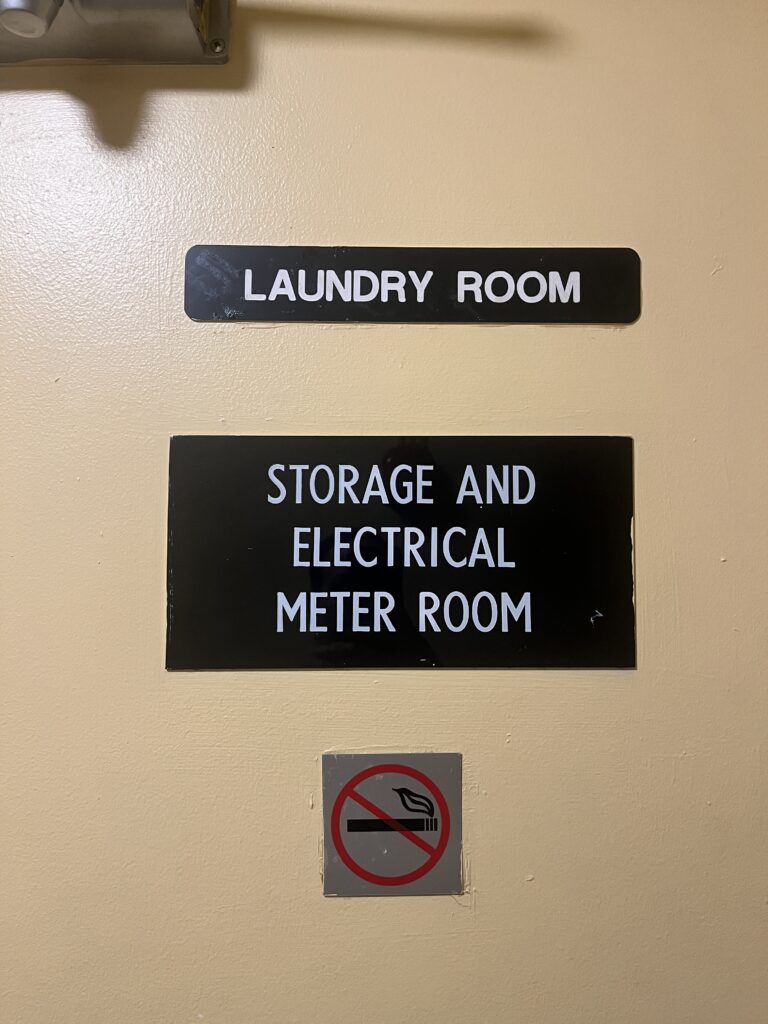 LAUNDRY ROOM
STORAGE AND
ELECTRICAL
METER ROOM